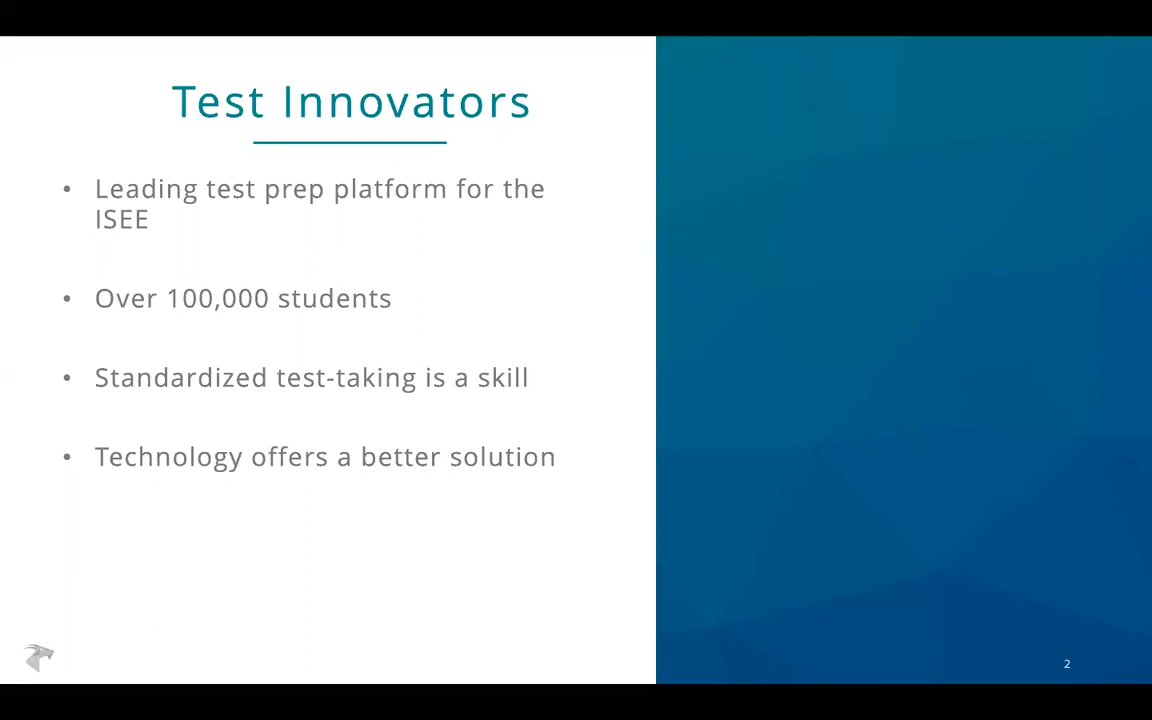 Test Innovators
• Leading test prep platform for the
ISEE
• Over 100,000 students
• Standardized test-taking is a skill
• Technology offers a better solution
2